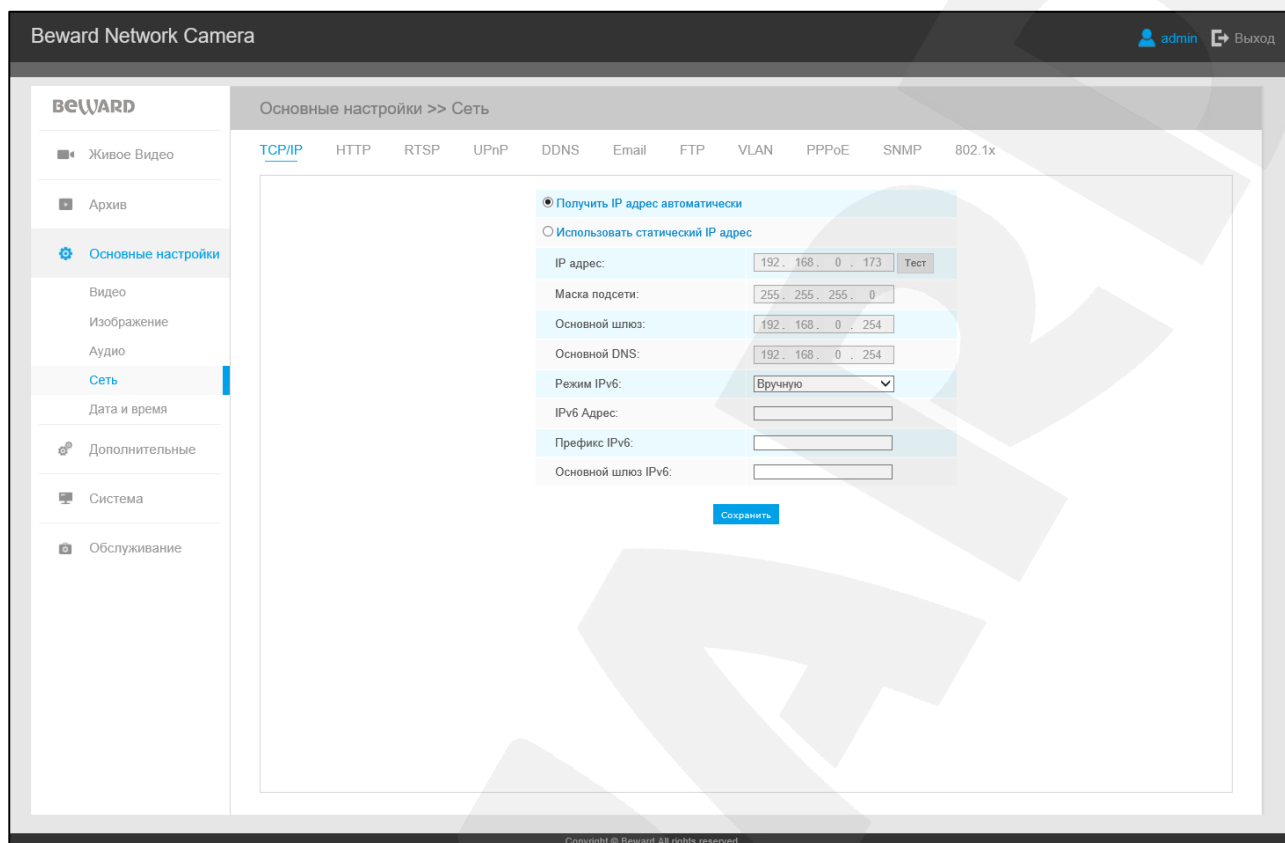 Beward Network Camera
admin Выход
BEWARD
Основные настройки >> Сеть
Живое Видео
TCP/IP HTTP RTSP UPnP DDNS Email FTP VLAN PPPoE SNMP 802.1x
Архив
Основные настройки
Видео
Изображение
Аудио
Сеть
Дата и время
Дополнительные
Система
Обслуживание
Получить IP адрес автоматически
Использовать статический IP адрес
IP адрес: 192. 168. 0 . 173 Тест
Маска подсети: 255. 255. 255. 0
Основной шлюз: 192. 168. 0 . 254
Основной DNS: 192. 168. 0 . 254
Режим IPv6: Вручную
IPv6 Адрес:
Префикс IPv6:
Основной шлюз IPv6:
Сохранить
Copyright © Beward All rights reserved